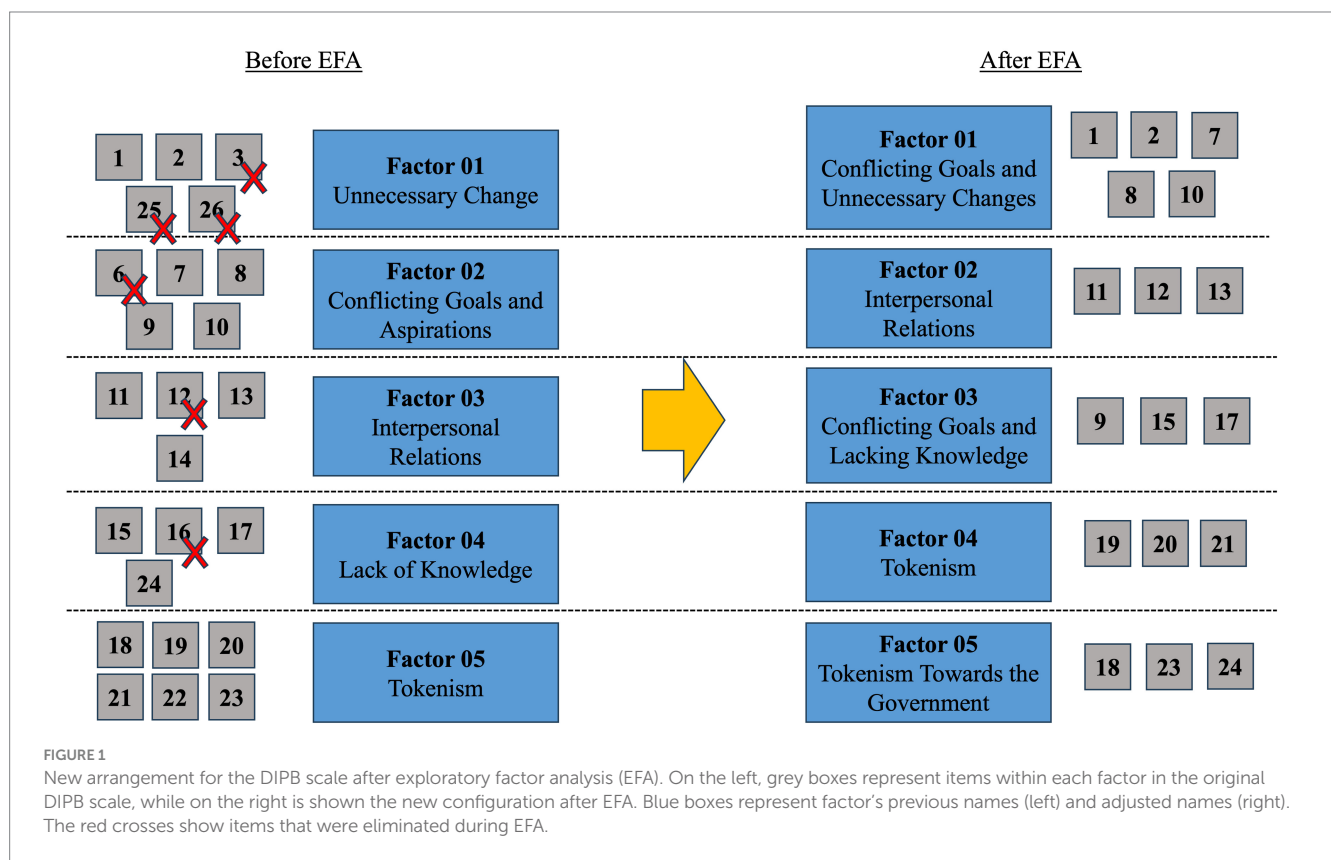 Before EFA
After EFA
1 2 3
25 26
Factor 01
Unnecessary Change
Factor 01
Conflicting Goals and
Unnecessary Changes
1 2 7
8 10
6 7 8
9 10
Factor 02
Conflicting Goals and
Aspirations
Factor 02
Interpersonal
Relations
11 12 13
11 12 13
14
Factor 03
Interpersonal
Relations
Factor 03
Conflicting Goals and
Lacking Knowledge
9 15 17
15 16 17
24
Factor 04
Lack of Knowledge
Factor 04
Tokenism
19 20 21
18 19 20
21 22 23
Factor 05
Tokenism
Factor 05
Tokenism Towards the
Government
18 23 24
FIGURE 1
New arrangement for the DIPB scale after exploratory factor analysis (EFA). On the left, grey boxes represent items within each factor in the original
DIPB scale, while on the right is shown the new configuration after EFA. Blue boxes represent factor's previous names (left) and adjusted names (right).
The red crosses show items that were eliminated during EFA.